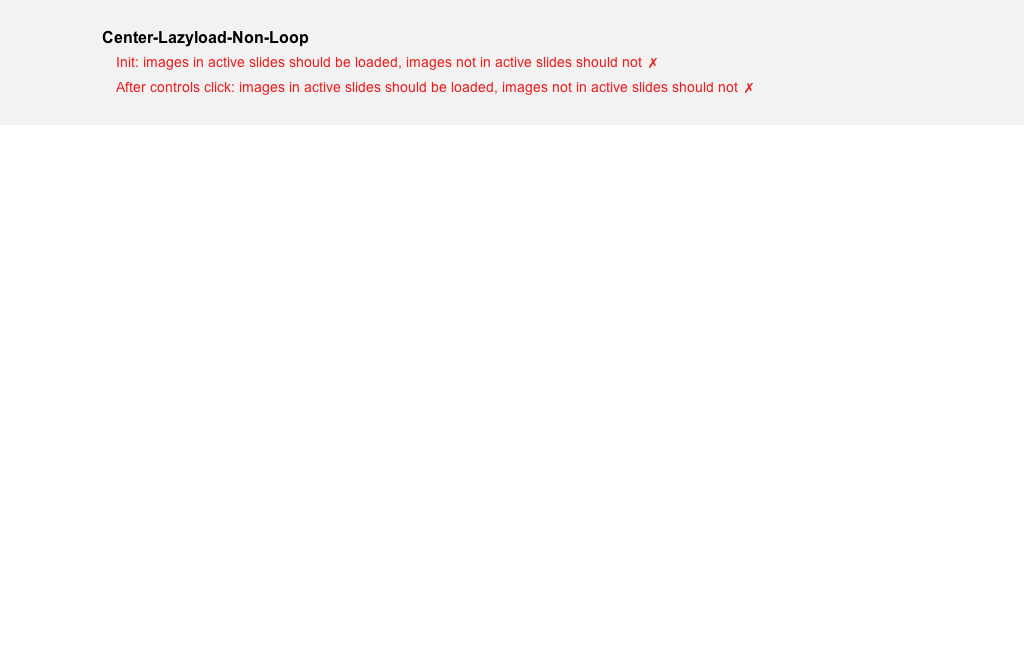 Center-Lazyload-Non-Loop
Init: images in active slides should be loaded, images not in active slides should not ✗
After controls click: images in active slides should be loaded, images not in active slides should not ✗